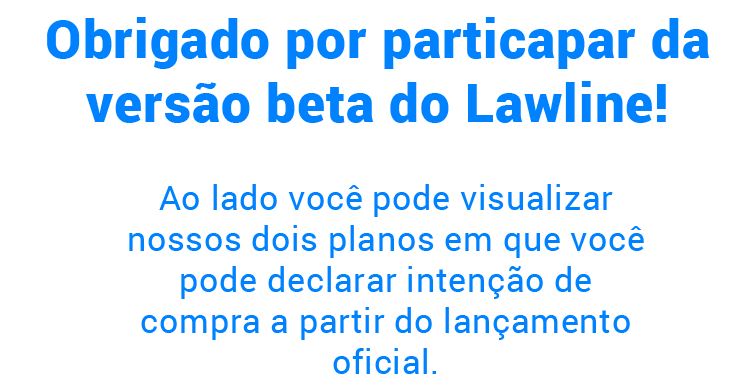 Obrigado por particapar da
versão beta do Lawline!
Ao lado você pode visualizar
nossos dois planos em que você
pode declarar intenção de
compra a partir do lançamento
oficial.